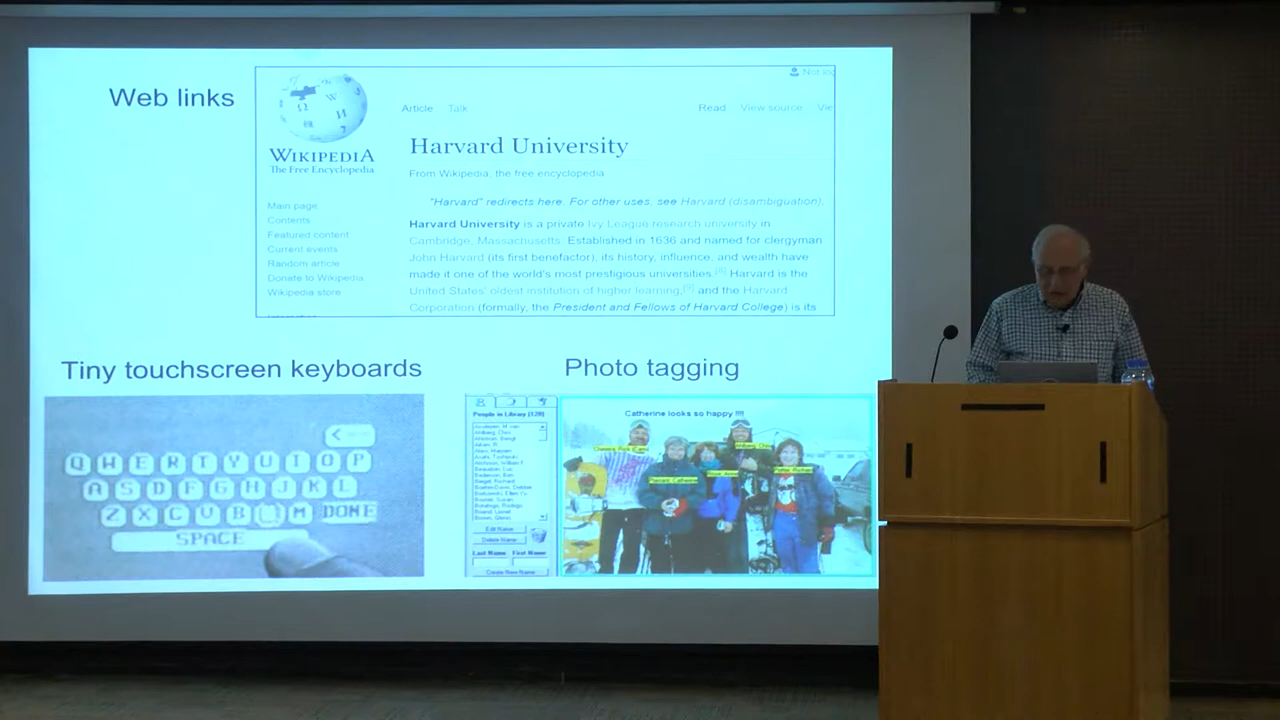 Web links
WIKIPEDIA
The Free Encyclopedia
Main page
Contents
Featured content
Current events
Random article
Donate to Wikipedia
Wikipedia store
Article Talk
Read View source
Harvard University
From Wikipedia, the free encyclopedia
"Harvard" redirects here. For other uses, see Harvard (disambiguation).
Harvard University is a private Ivy League research university in
Cambridge, Massachusetts. Established in 1636 and named for clergyman
John Harvard (its first benefactor), its history, influence, and wealth have
made it one of the world's most prestigious universities.[8] Harvard is the
United States' oldest institution of higher learning,[9] and the Harvard
Corporation (formally, the President and Fellows of Harvard College) is its
Tiny touchscreen keyboards
Q W E R T Y U I O P
A S D F G H J K L
Z X C V B M DONE
SPACE
Photo tagging
People in Library (129)
Edit Name
Delete Name
Last Name First Name
Create New Name
Catherine looks so happy !!!!
Plaisant, Catherine
Potter, Richard